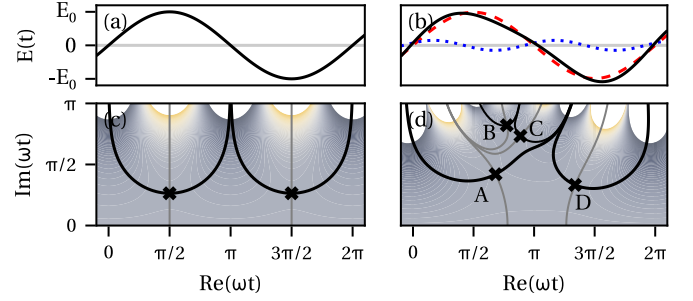 E(t)
E₀
0
-E₀
(a)
(b)
Im(ωt)
π
π/2
0
(c)
(d)
A
B
C
D
0
π/2
π
3π/2
2π
0
π/2
π
3π/2
2π
Re(ωt)
Re(ωt)